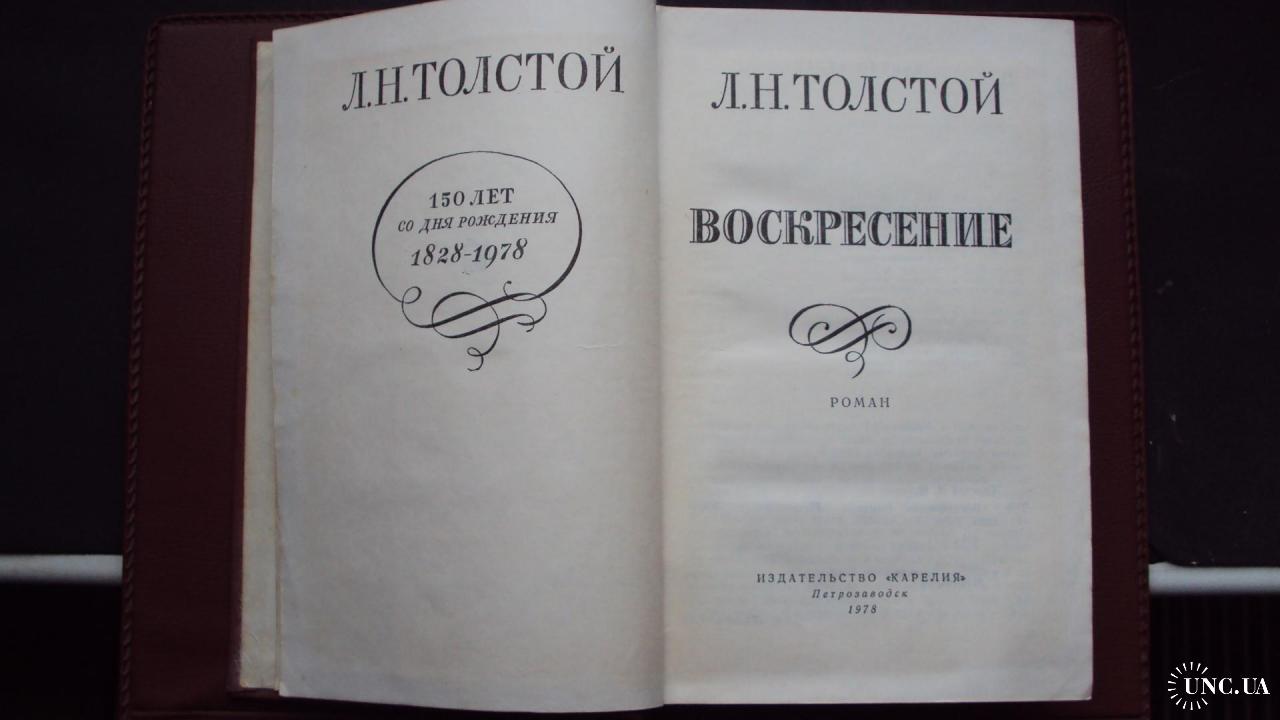 Л.Н.ТОЛСТОЙ
150 ЛЕТ
СО ДНЯ РОЖДЕНИЯ
1828-1978
Л.Н.ТОЛСТОЙ
ВОСКРЕСЕНИЕ
РОМАН
ИЗДАТЕЛЬСТВО «КАРЕЛИЯ»
Петрозаводск
1978
UNC.UA